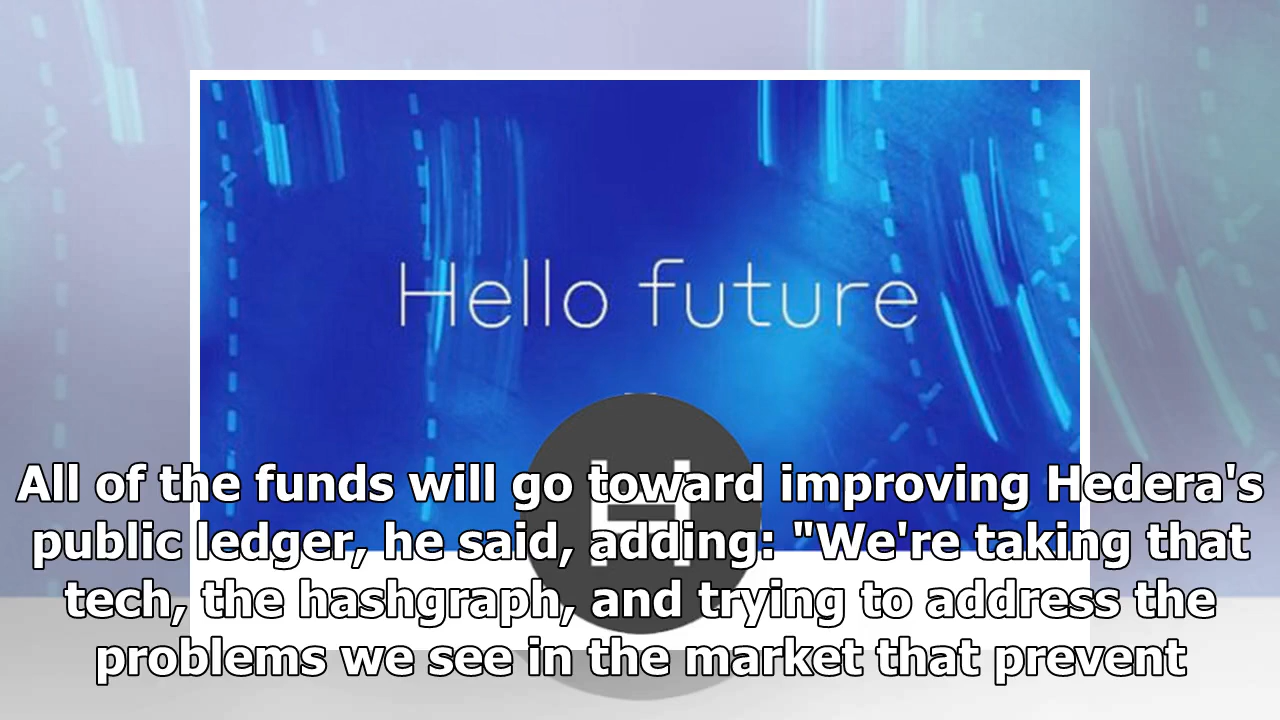 Hello future
H
All of the funds will go toward improving Hedera's
public ledger, he said, adding: "We're taking that
tech, the hashgraph, and trying to address the
problems we see in the market that prevent